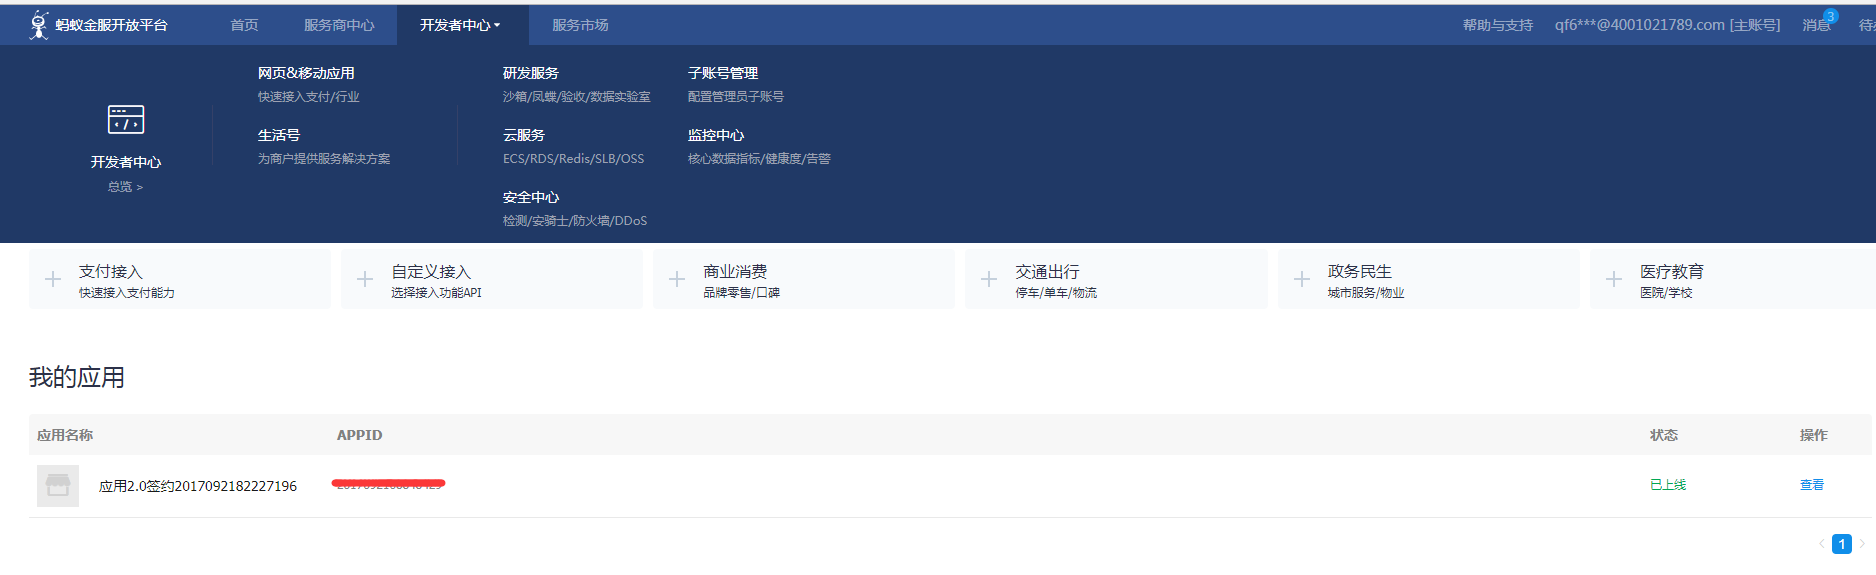 蚂蚁金服开放平台 首页 服务商中心 开发者中心 服务市场 帮助与支持 qf6***@4001021789.com [主账号] 消息 3
网页&移动应用 研发服务 子账号管理
快速接入支付/行业 沙箱/凤蝶/验收/数据实验室 配置管理员子账号
生活号 云服务 监控中心
为商户提供服务解决方案 ECS/RDS/Redis/SLB/OSS 核心数据指标/健康度/告警
开发者中心
总览 >
安全中心
检测/安骑士/防火墙/DDoS
支付接入 自定义接入 商业消费 交通出行 政务民生 医疗教育
快速接入支付能力 选择接入功能API 品牌零售/口碑 停车/单车/物流 城市服务/物业 医院/学校
我的应用
应用名称 APPID 状态 操作
应用2.0签约2017092182227196 已上线 查看
1